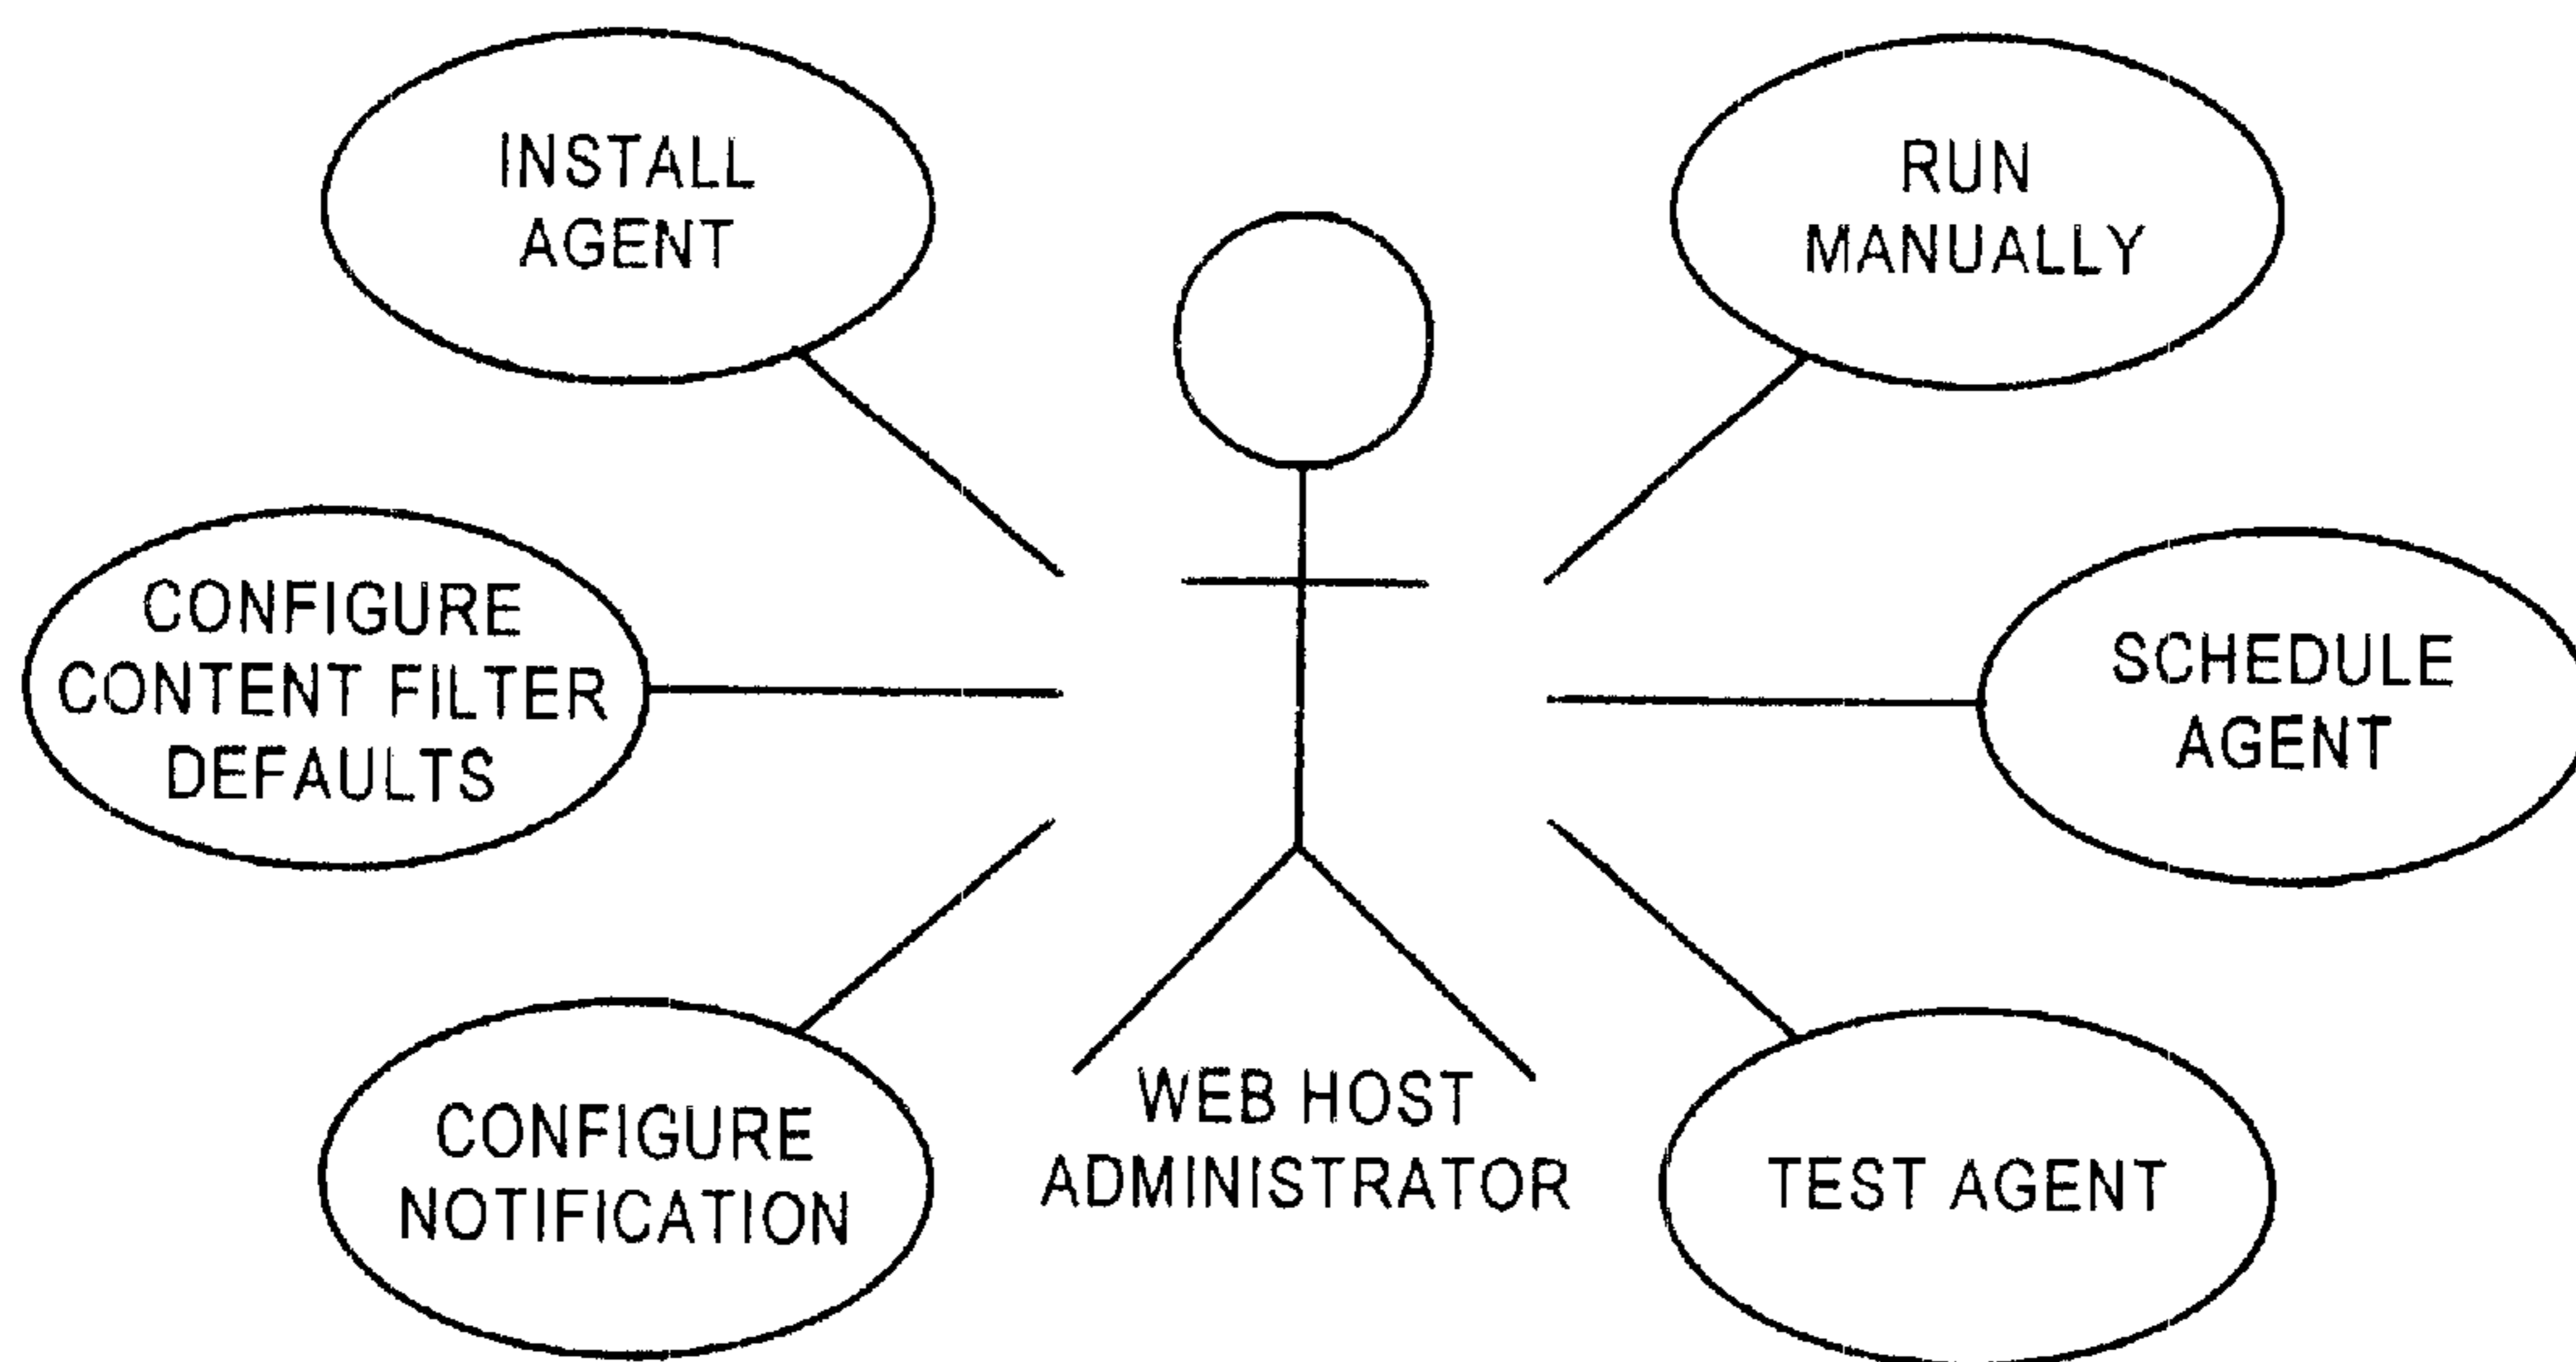 INSTALL
AGENT
RUN
MANUALLY
CONFIGURE
CONTENT FILTER
DEFAULTS
SCHEDULE
AGENT
CONFIGURE
NOTIFICATION
WEB HOST
ADMINISTRATOR
TEST AGENT